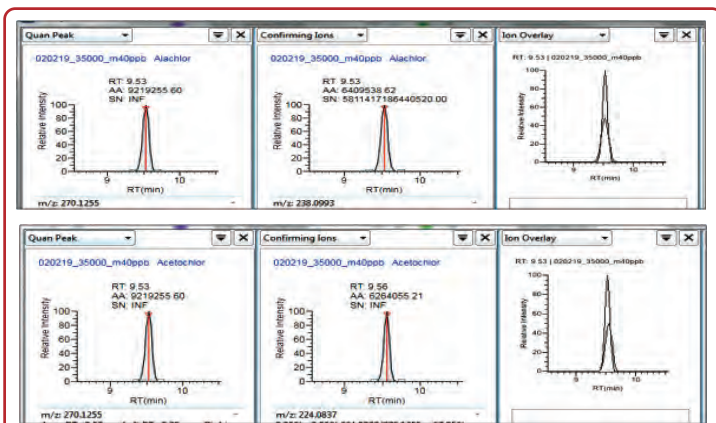 Quan Peak
Confirming Ions
Ion Overlay
020219_35000_m40ppb Alachlor
RT: 9.53
AA: 9219255.60
SN: INF
Relative Intensity
100
80
60
40
20
0
9
10
RT(min)
m/z: 270.1255
020219_35000_m40ppb Alachlor
RT: 9.53
AA: 6409538.62
SN: 5811417186440520.00
Relative Intensity
100
80
60
40
20
0
9
10
RT(min)
m/z: 238.0993
RT: 9.53 | 020219_35000_m40ppb
Relative Intensity
100
80
60
40
20
0
9
10
RT(min)
Quan Peak
Confirming Ions
Ion Overlay
020219_35000_m40ppb Acetochlor
RT: 9.53
AA: 9219255.60
SN: INF
Relative Intensity
100
80
60
40
20
0
9
10
RT(min)
m/z: 270.1255
020219_35000_m40ppb Acetochlor
RT: 9.56
AA: 6264055.21
SN: INF
Relative Intensity
100
80
60
40
20
0
9
10
RT(min)
m/z: 224.0837
RT: 9.53 | 020219_35000_m40ppb
Relative Intensity
100
80
60
40
20
0
9
10
RT(min)